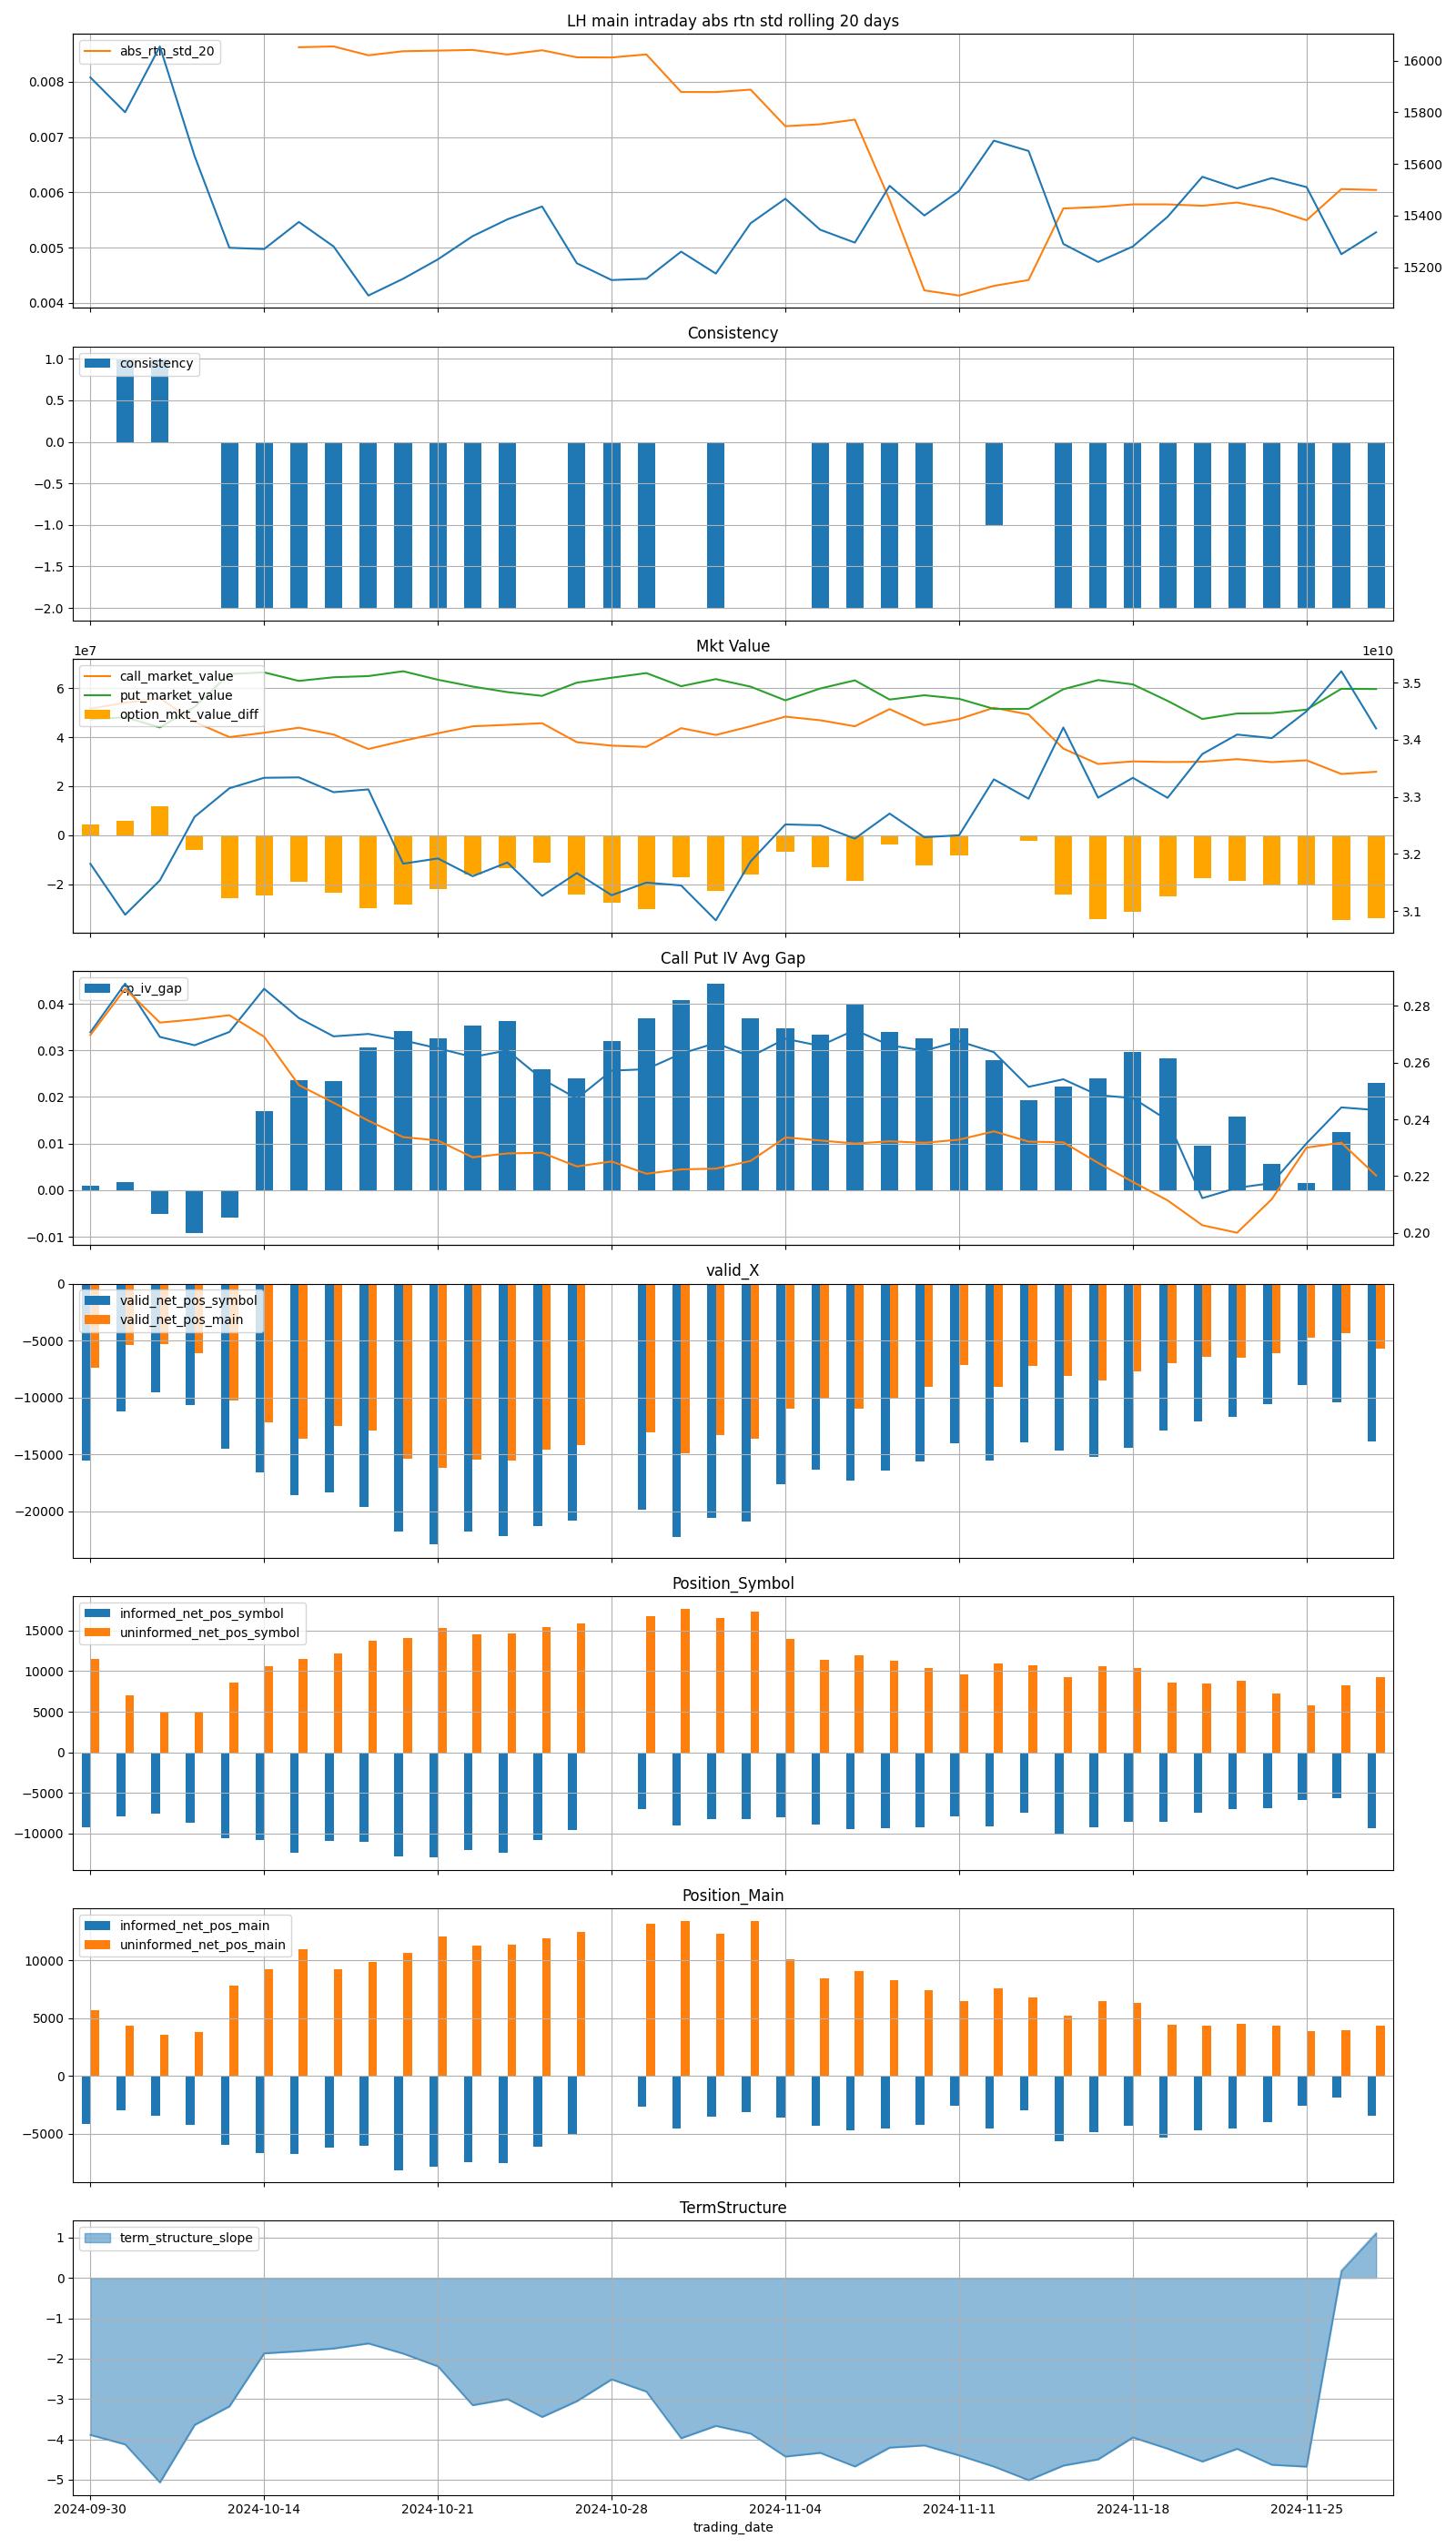 LH main intraday abs rtn std rolling 20 days
abs_rtn_std_20
0.008
0.007
0.006
0.005
0.004
16000
15800
15600
15400
15200
Consistency
consistency
1.0
0.5
0.0
−0.5
−1.0
−1.5
−2.0
Mkt Value
1e7
1e10
call_market_value
put_market_value
option_mkt_value_diff
6
4
2
0
−2
3.5
3.4
3.3
3.2
3.1
Call Put IV Avg Gap
cp_iv_gap
0.04
0.03
0.02
0.01
0.00
−0.01
0.28
0.26
0.24
0.22
0.20
valid_X
valid_net_pos_symbol
valid_net_pos_main
0
−5000
−10000
−15000
−20000
Position_Symbol
informed_net_pos_symbol
uninformed_net_pos_symbol
15000
10000
5000
0
−5000
−10000
Position_Main
informed_net_pos_main
uninformed_net_pos_main
10000
5000
0
−5000
TermStructure
term_structure_slope
1
0
−1
−2
−3
−4
−5
2024-09-30 2024-10-14 2024-10-21 2024-10-28 2024-11-04 2024-11-11 2024-11-18 2024-11-25
trading_date